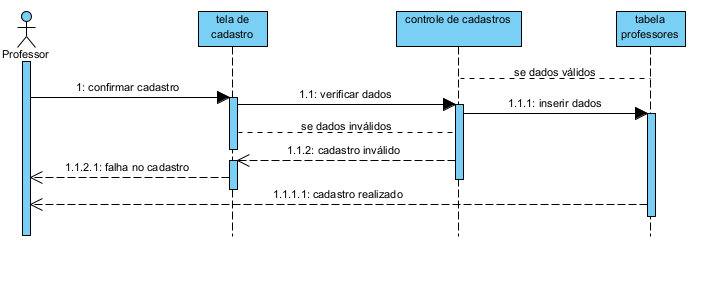 Professor
tela de
cadastro
controle de cadastros
tabela
professores
se dados válidos
1: confirmar cadastro
1.1: verificar dados
1.1.1: inserir dados
se dados inválidos
1.1.2: cadastro inválido
1.1.2.1: falha no cadastro
1.1.1.1: cadastro realizado